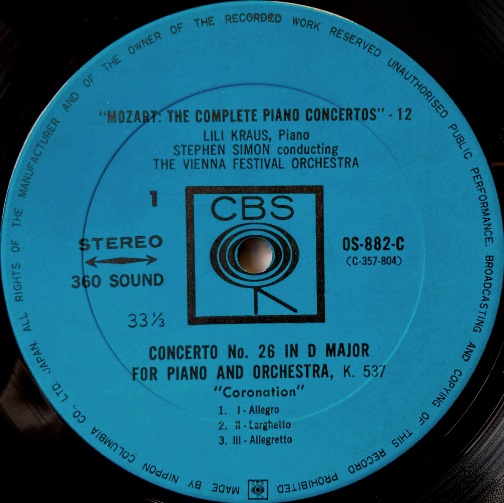 "MOZART: THE COMPLETE PIANO CONCERTOS" - 12
LILI KRAUS, Piano
STEPHEN SIMON conducting
THE VIENNA FESTIVAL ORCHESTRA
1
CBS
STEREO
360 SOUND
OS-882-C
(C-357-804)
33⅓
CONCERTO No. 26 IN D MAJOR
FOR PIANO AND ORCHESTRA, K. 537
"Coronation"
1. I - Allegro
2. II - Larghetto
3. III - Allegretto
MADE BY NIPPON COLUMBIA CO., LTD. JAPAN. ALL RIGHTS OF THE MANUFACTURER AND OF THE OWNER OF THE RECORDED WORK RESERVED UNAUTHORISED PUBLIC PERFORMANCE, BROADCASTING AND COPYING OF THIS RECORD PROHIBITED